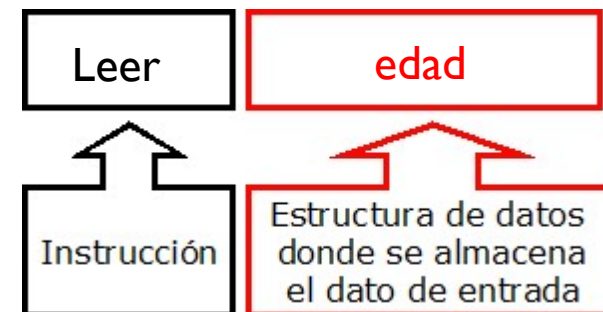 Leer
edad
Instrucción
Estructura de datos
donde se almacena
el dato de entrada